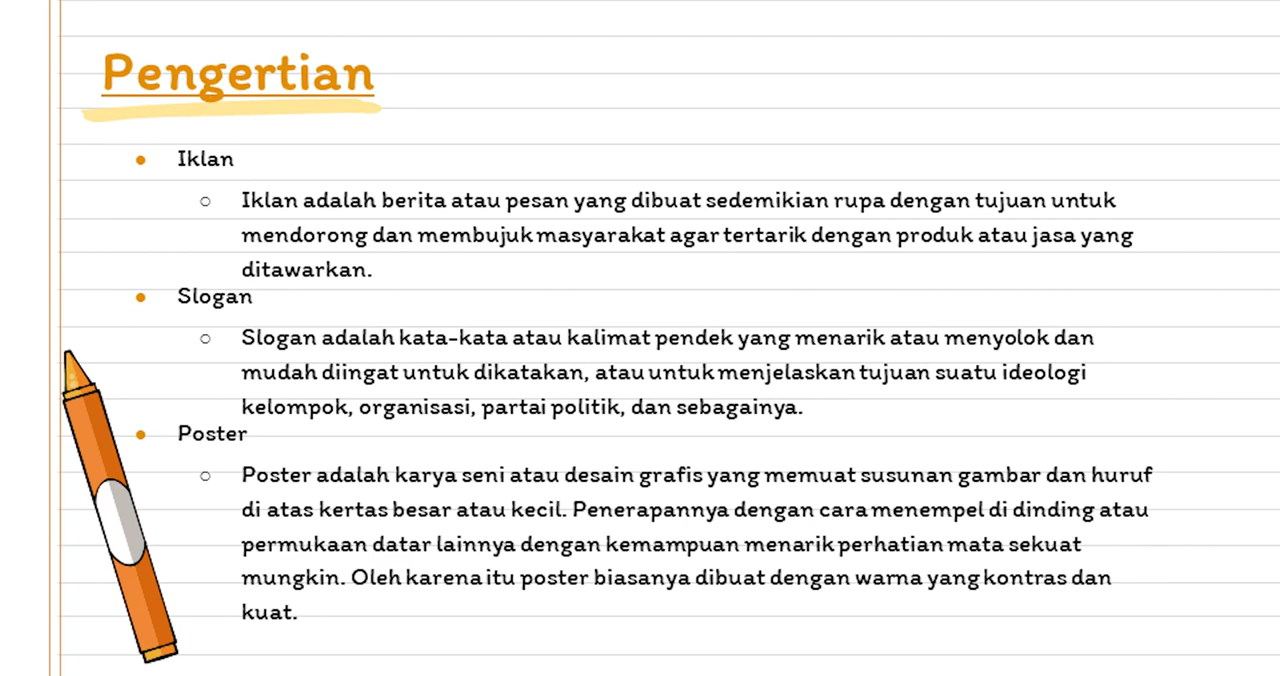 Pengertian
Iklan
Iklan adalah berita atau pesan yang dibuat sedemikian rupa dengan tujuan untuk
mendorong dan membujuk masyarakat agar tertarik dengan produk atau jasa yang
ditawarkan.
Slogan
Slogan adalah kata-kata atau kalimat pendek yang menarik atau menyolok dan
mudah diingat untuk dikatakan, atau untuk menjelaskan tujuan suatu ideologi
kelompok, organisasi, partai politik, dan sebagainya.
Poster
Poster adalah karya seni atau desain grafis yang memuat susunan gambar dan huruf
di atas kertas besar atau kecil. Penerapannya dengan cara menempel di dinding atau
permukaan datar lainnya dengan kemampuan menarik perhatian mata sekuat
mungkin. Oleh karena itu poster biasanya dibuat dengan warna yang kontras dan
kuat.